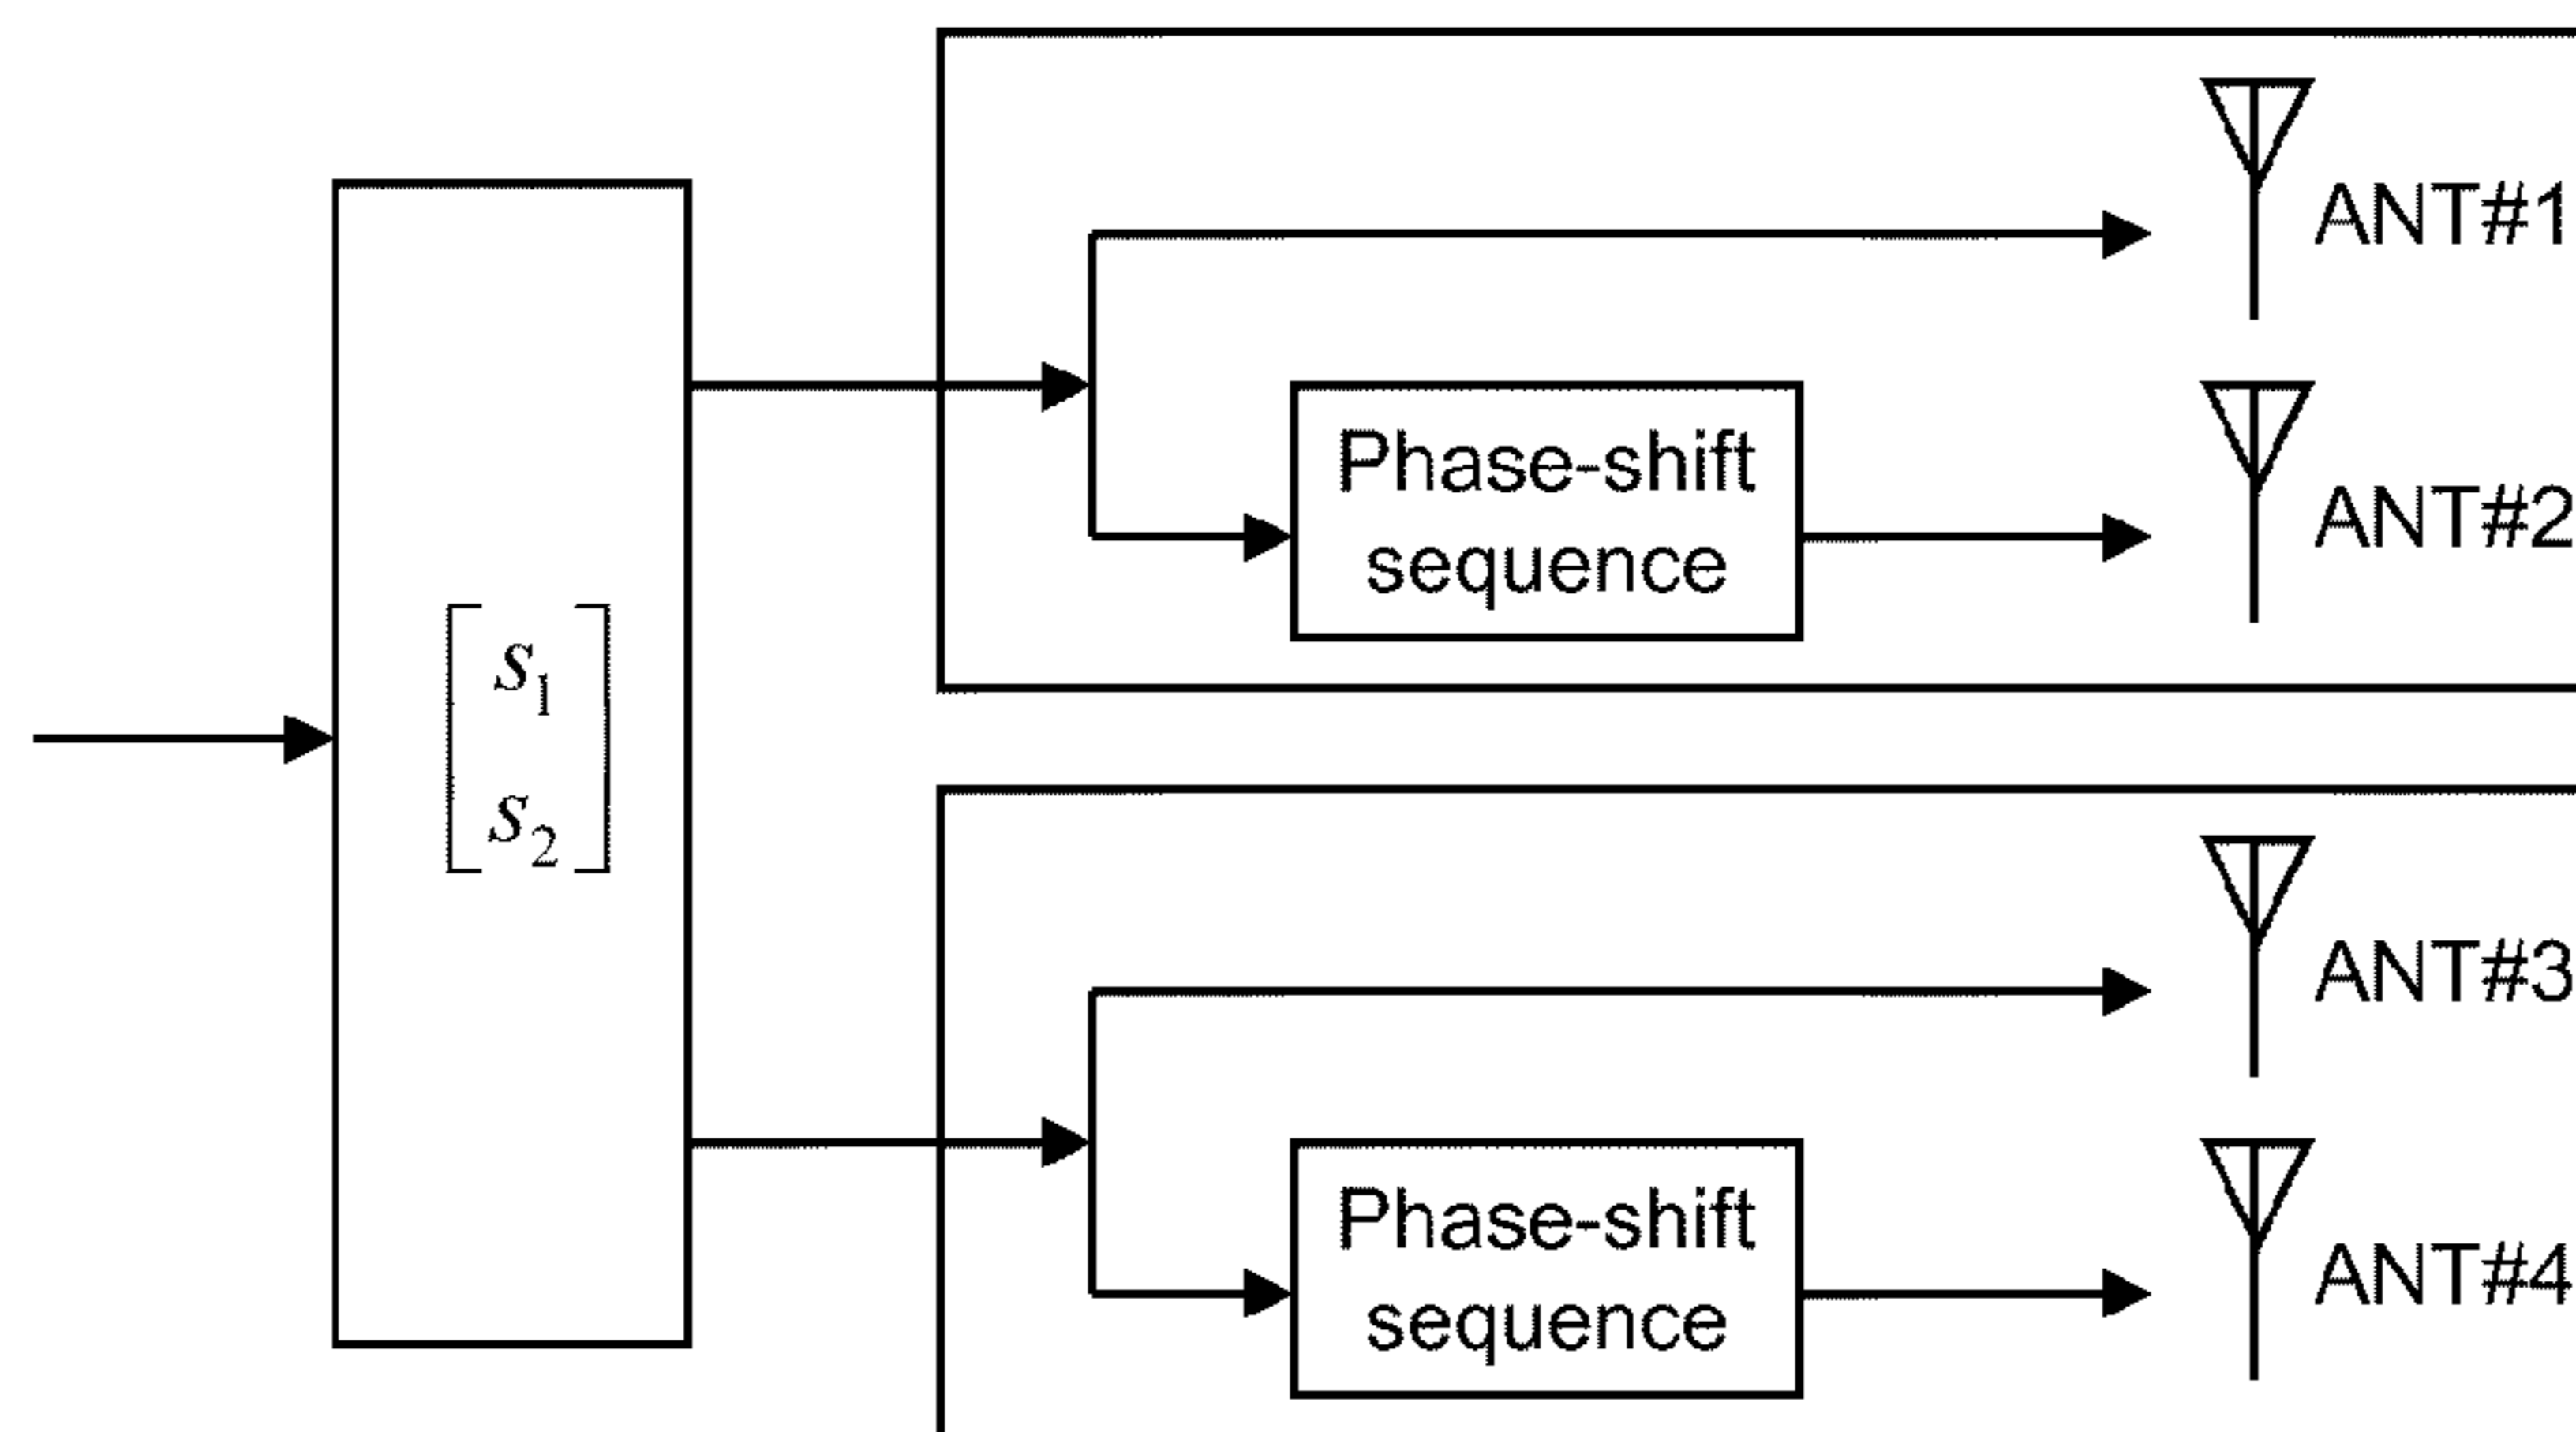 ANT#1
Phase-shift
sequence
ANT#2
s1
s2
ANT#3
Phase-shift
sequence
ANT#4